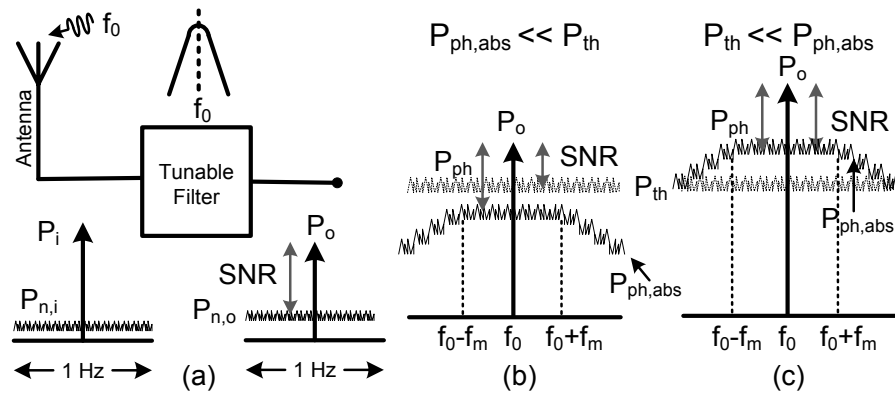 f0
Antenna
f0
Tunable
Filter
Pi
Pn,i
1 Hz
SNR
Po
Pn,o
1 Hz
(a)
Pph,abs << Pth
Po
Pph
SNR
Pph,abs
f0-fm f0 f0+fm
(b)
Pth << Pph,abs
Po
Pph
SNR
Pth
Pph,abs
f0-fm f0 f0+fm
(c)